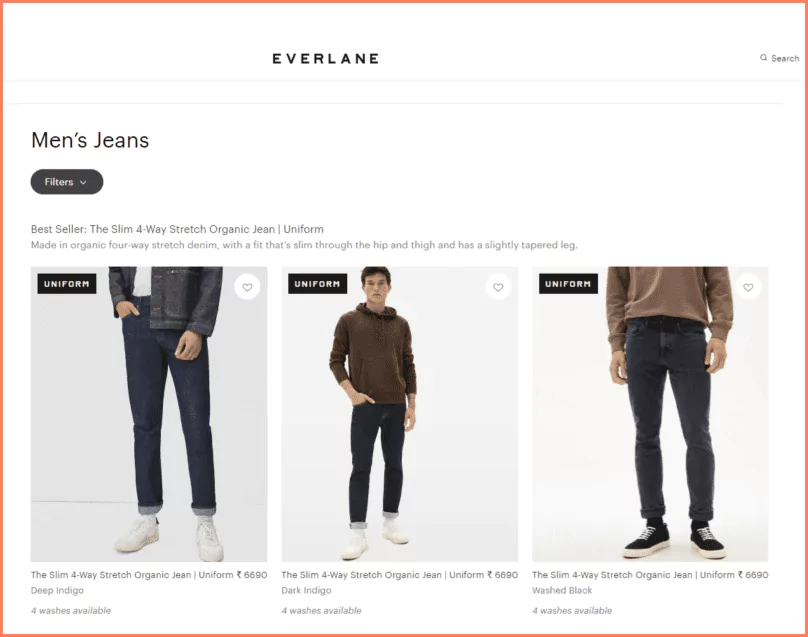 EVERLANE
Search
Men's Jeans
Filters
Best Seller: The Slim 4-Way Stretch Organic Jean | Uniform
Made in organic four-way stretch denim, with a fit that's slim through the hip and thigh and has a slightly tapered leg.
UNIFORM
UNIFORM
UNIFORM
The Slim 4-Way Stretch Organic Jean | Uniform ₹ 6690
Deep Indigo
4 washes available
The Slim 4-Way Stretch Organic Jean | Uniform ₹ 6690
Dark Indigo
4 washes available
The Slim 4-Way Stretch Organic Jean | Uniform ₹ 6690
Washed Black
4 washes available